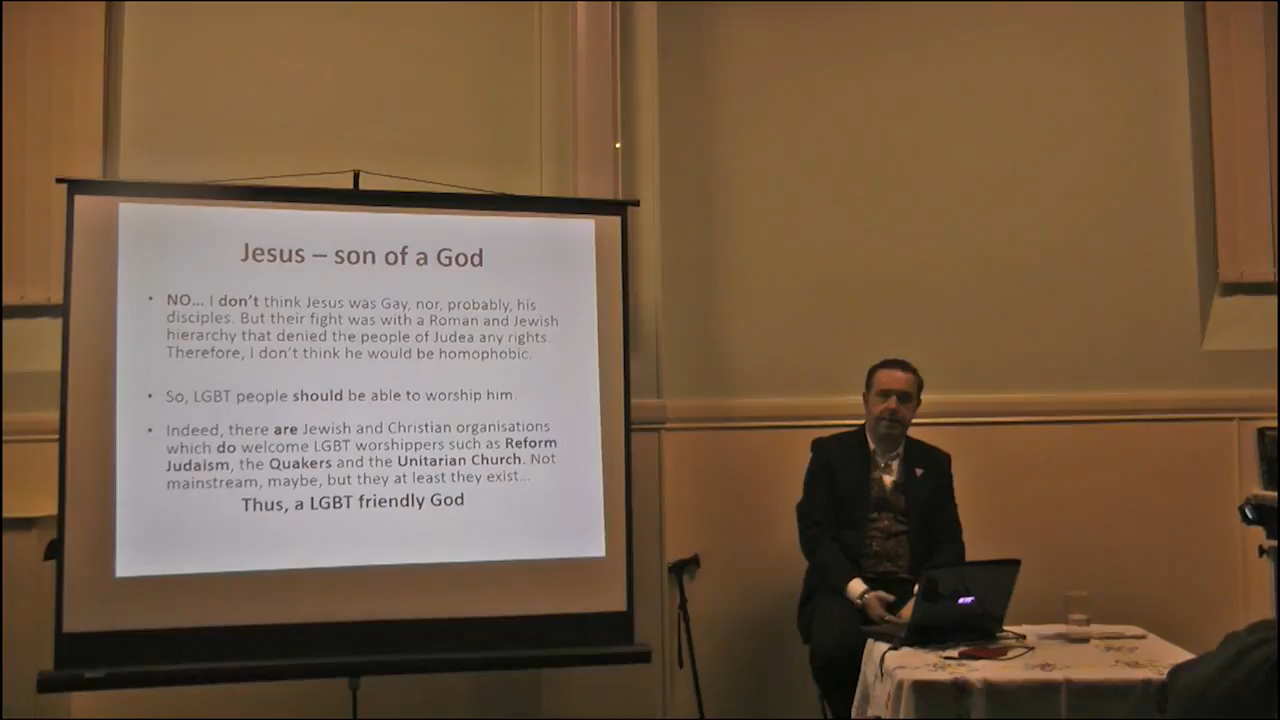 Jesus – son of a God
• NO... I don't think Jesus was Gay, nor, probably, his
disciples. But their fight was with a Roman and Jewish
hierarchy that denied the people of Judea any rights.
Therefore, I don't think he would be homophobic.
• So, LGBT people should be able to worship him.
• Indeed, there are Jewish and Christian organisations
which do welcome LGBT worshippers such as Reform
Judaism, the Quakers and the Unitarian Church. Not
mainstream, maybe, but they at least they exist...
Thus, a LGBT friendly God